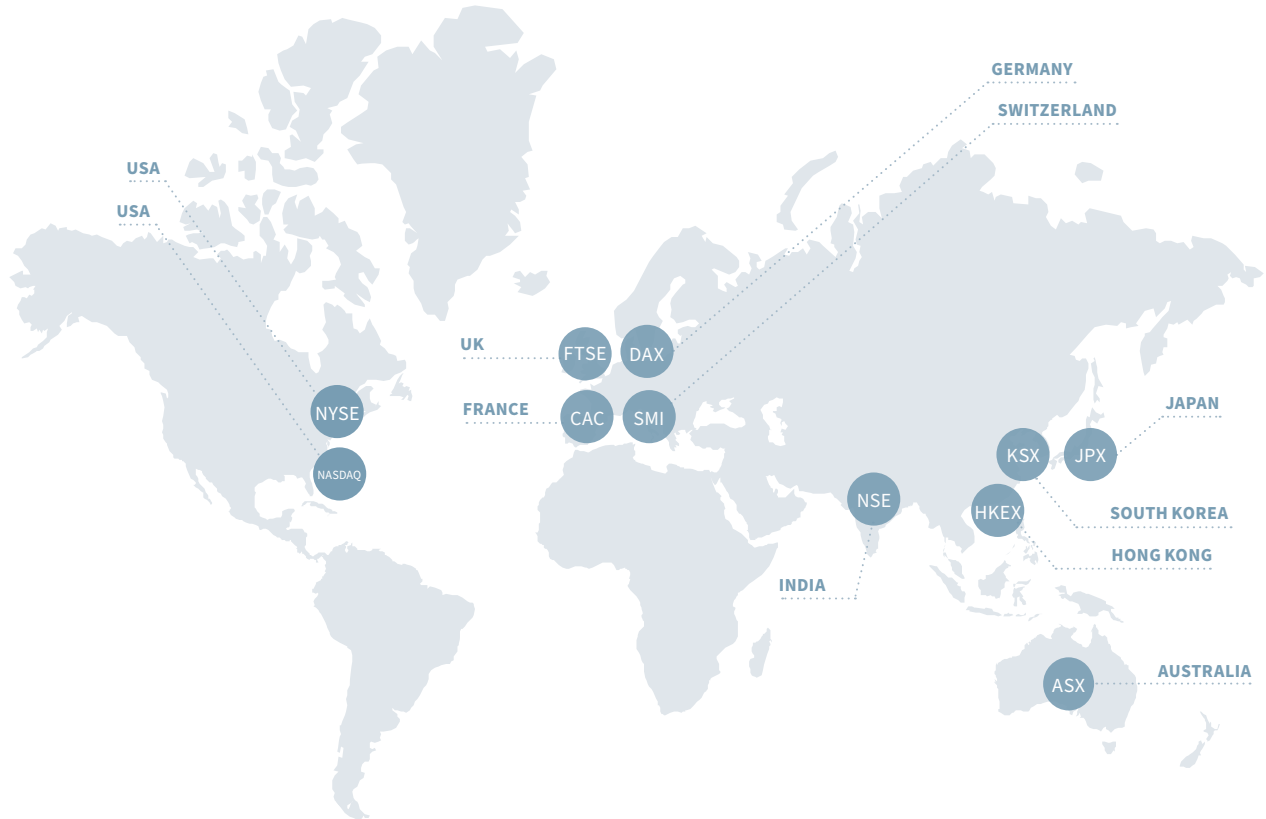 GERMANY
SWITZERLAND
USA
USA
UK
FTSE
DAX
FRANCE
CAC
SMI
NYSE
NASDAQ
JAPAN
KSX
JPX
NSE
HKEX
SOUTH KOREA
HONG KONG
INDIA
ASX
AUSTRALIA